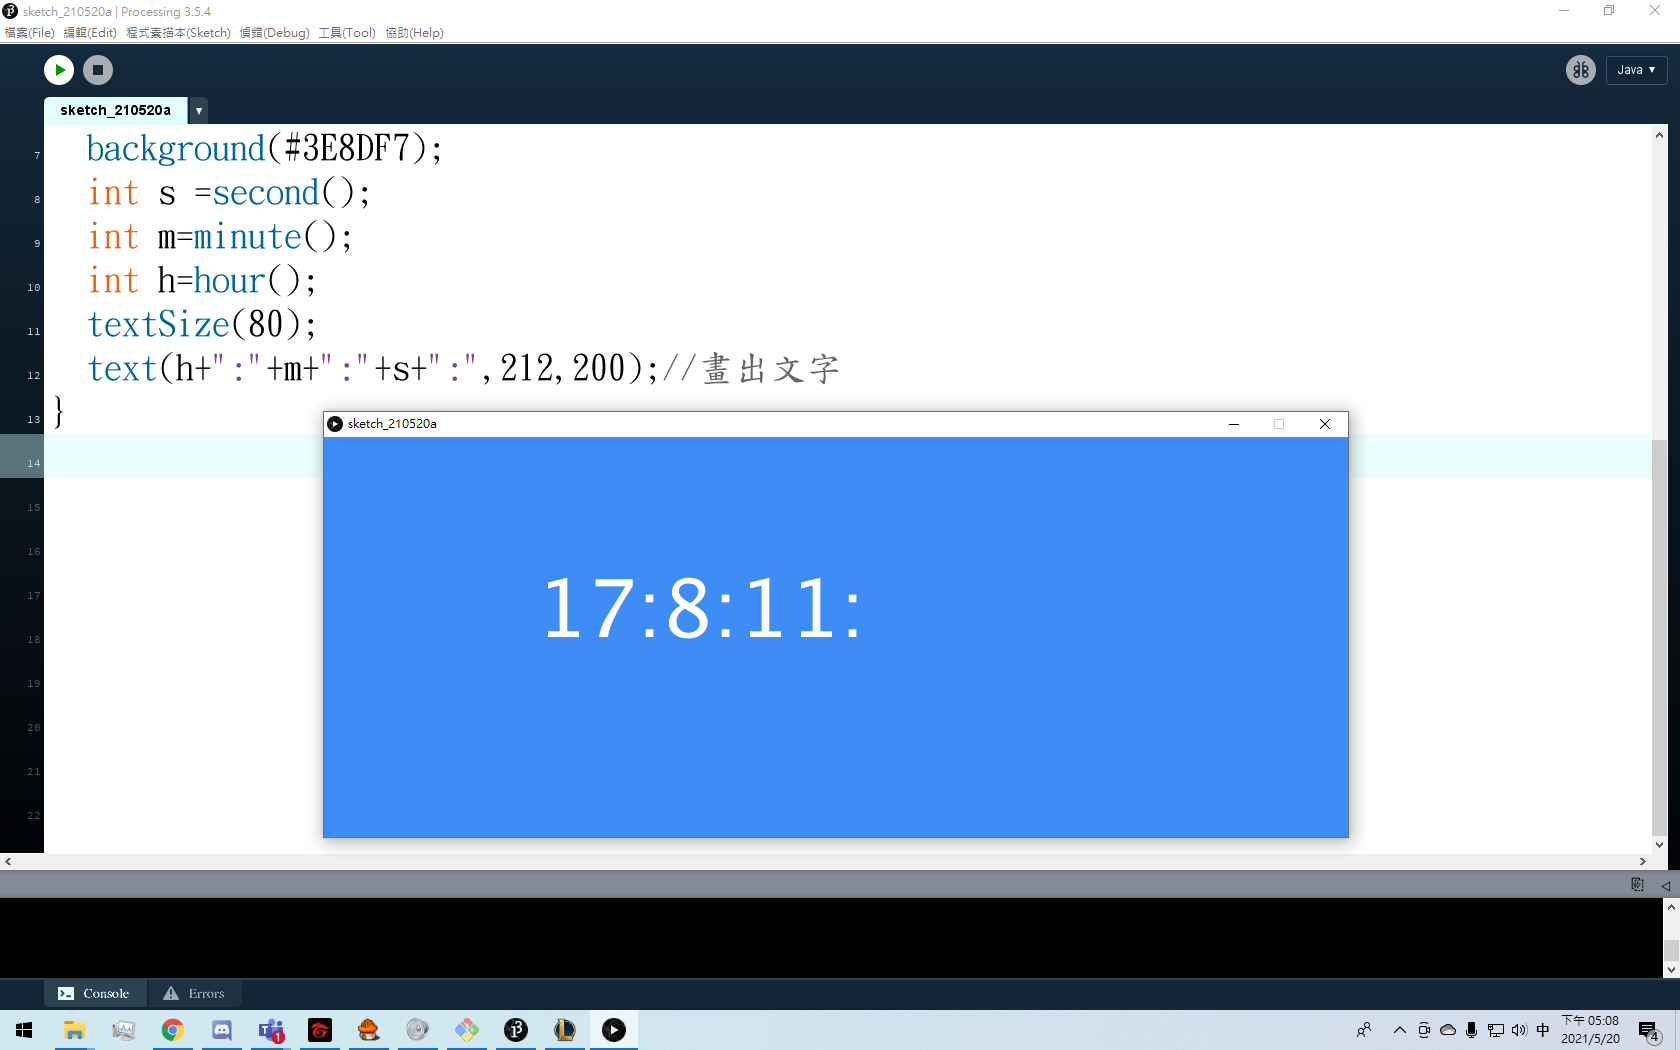 sketch_210520a | Processing 3.5.4
檔案(File) 編輯(Edit) 程式素描本(Sketch) 偵錯(Debug) 工具(Tool) 協助(Help)
Java ▼
sketch_210520a ▼
7 background(#3E8DF7);
8 int s =second();
9 int m=minute();
10 int h=hour();
11 textSize(80);
12 text(h+":"+m+":"+s+":",212,200);//畫出文字
13 }
14
15
16
17
18
19
20
21
22
sketch_210520a
17:8:11:
Console Errors
中
下午 05:08
2021/5/20
1
4